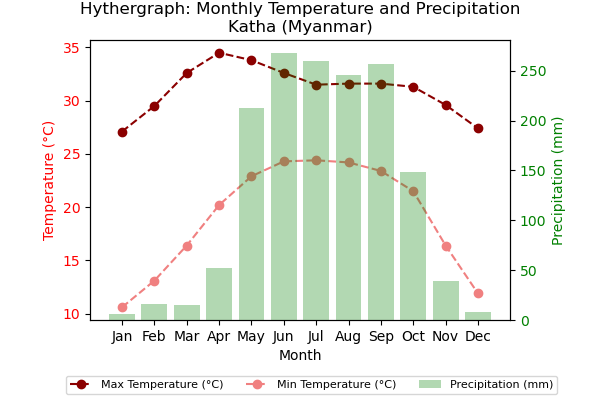 Hythergraph: Monthly Temperature and Precipitation
Katha (Myanmar)
35
30
25
20
15
10
Temperature (°C)
250
200
150
100
50
0
Precipitation (mm)
Jan Feb Mar Apr May Jun Jul Aug Sep Oct Nov Dec
Month
Max Temperature (°C) Min Temperature (°C) Precipitation (mm)